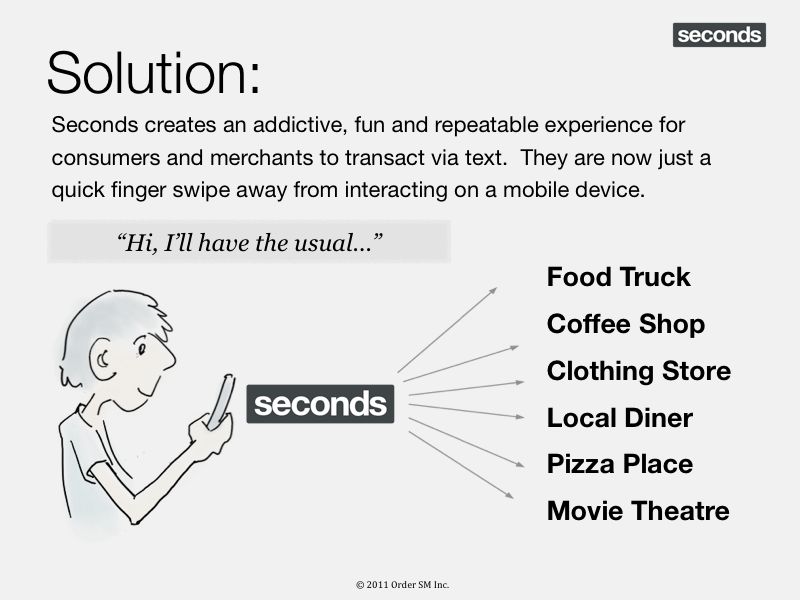 seconds
Solution:
Seconds creates an addictive, fun and repeatable experience for
consumers and merchants to transact via text.  They are now just a
quick finger swipe away from interacting on a mobile device.
“Hi, I’ll have the usual...”
seconds
Food Truck
Coffee Shop
Clothing Store
Local Diner
Pizza Place
Movie Theatre
© 2011 Order SM Inc.